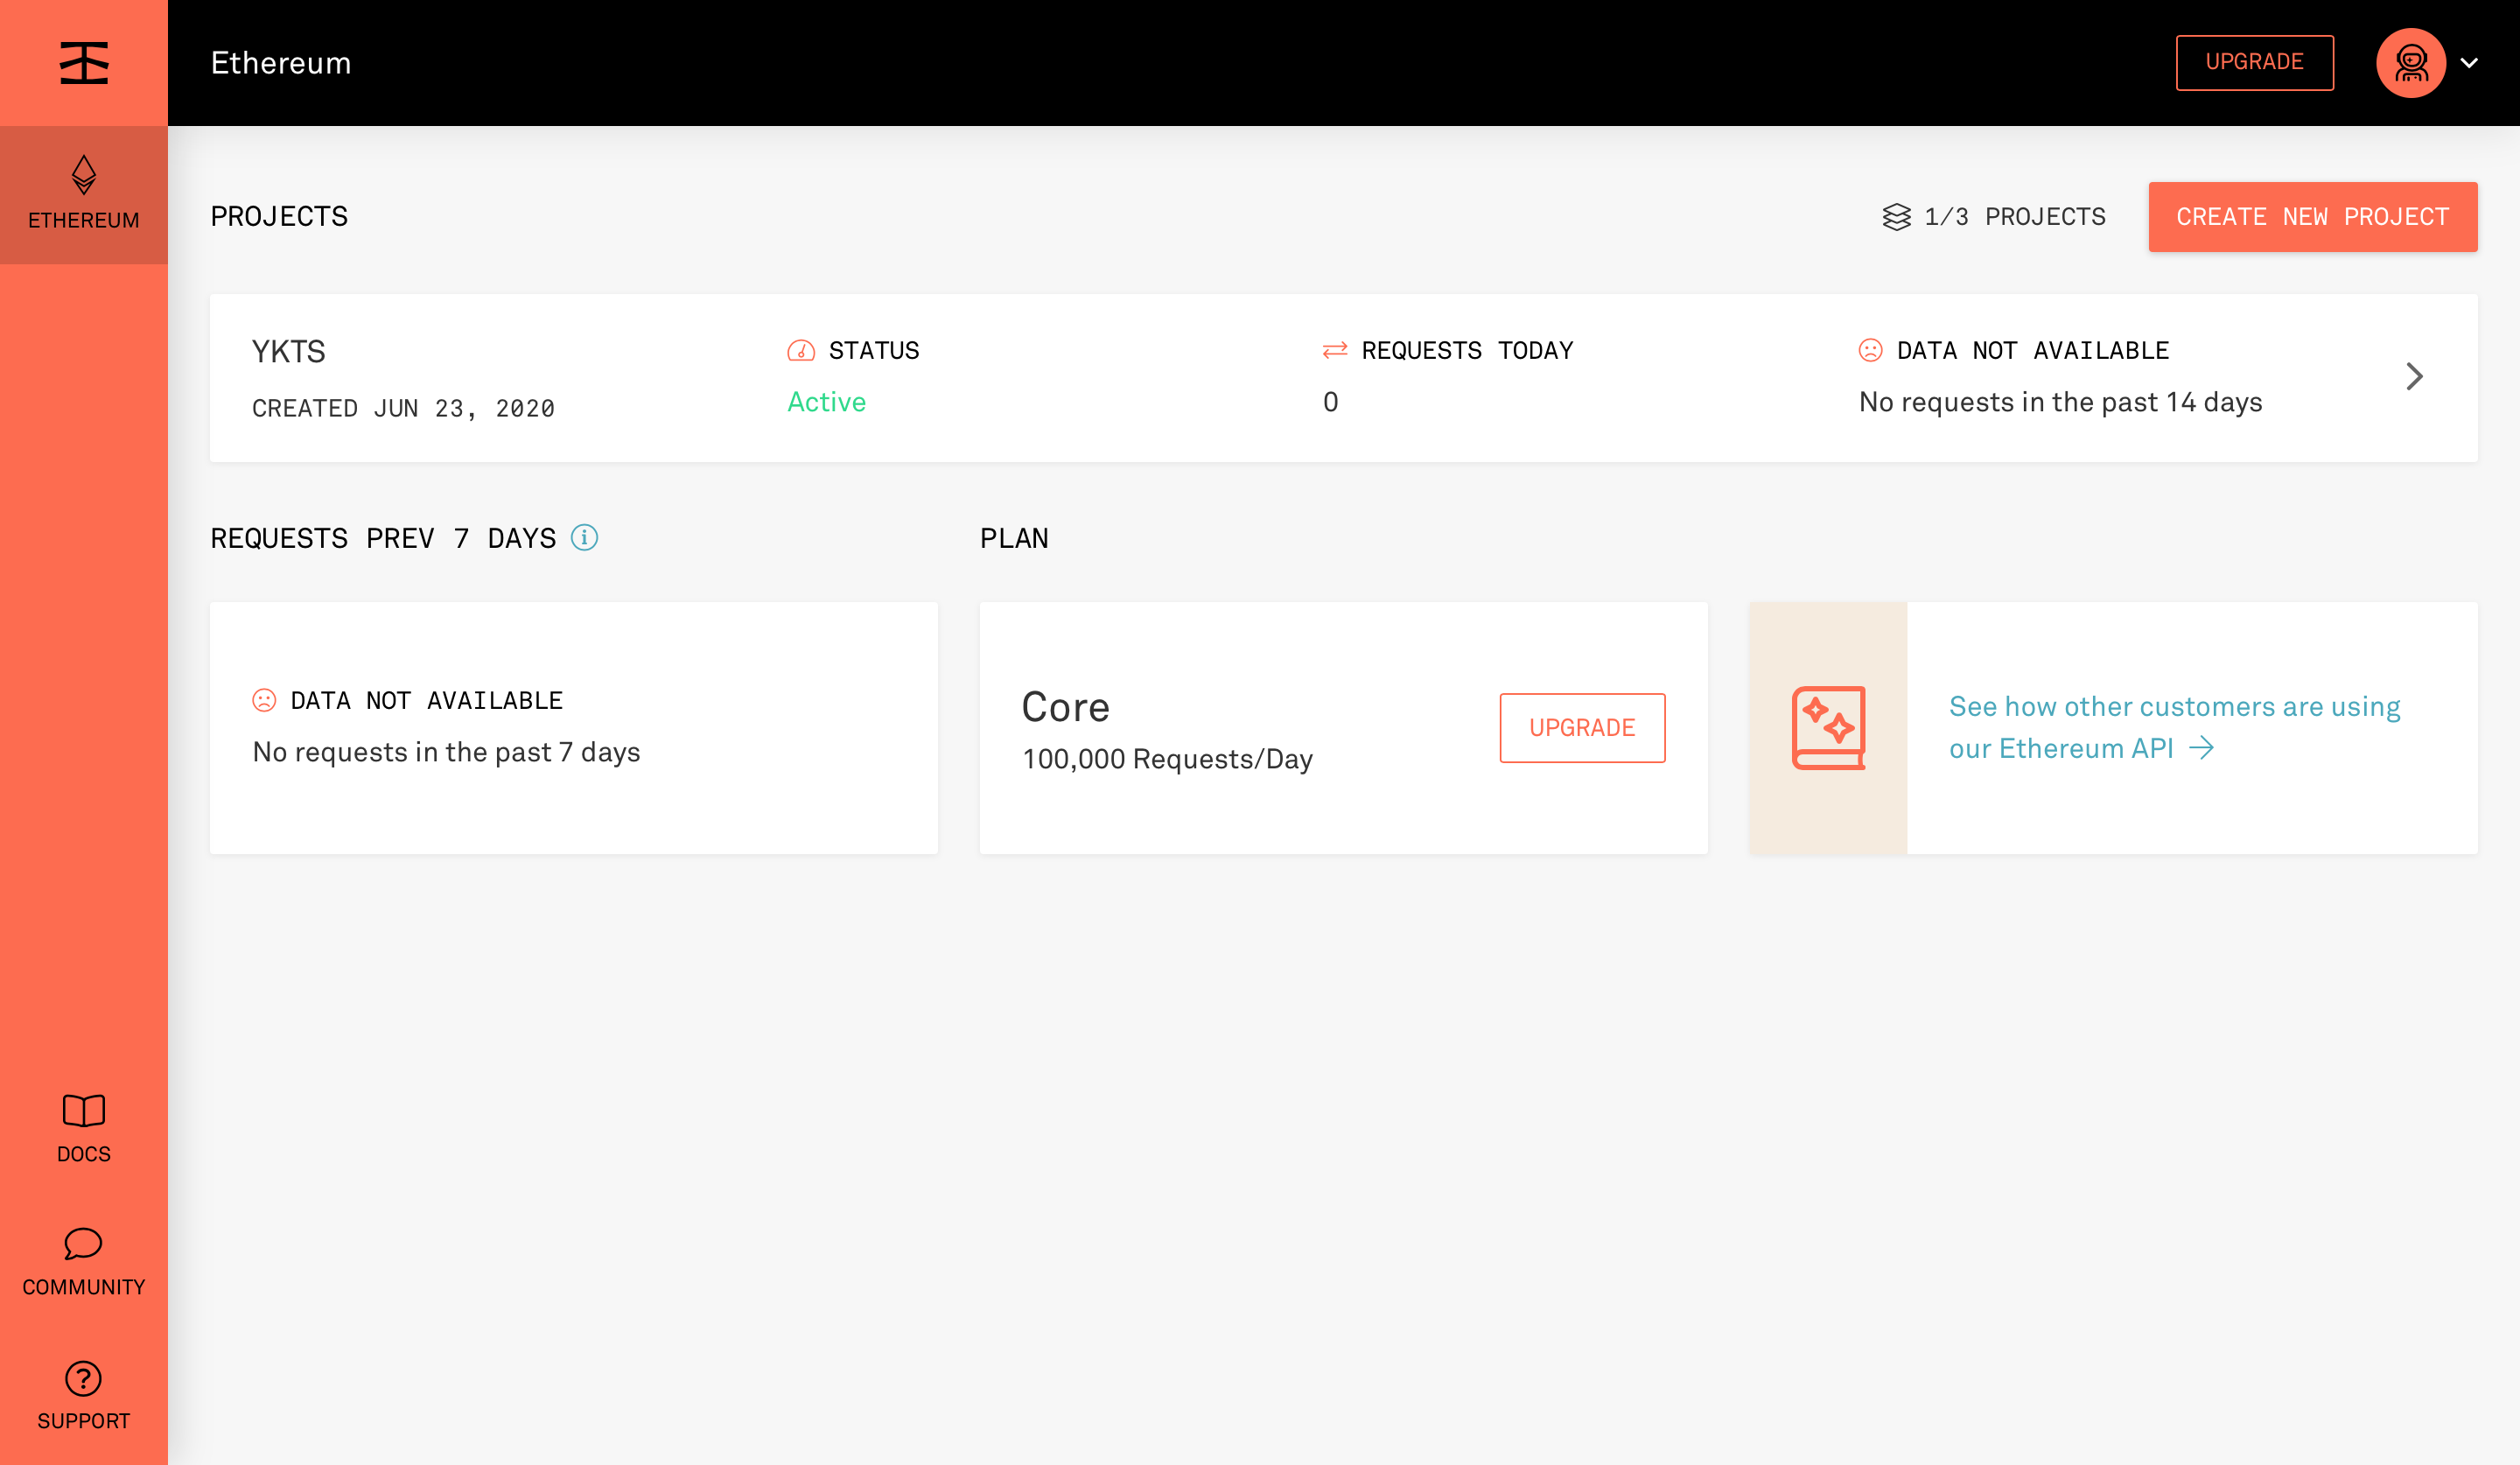 Ethereum
UPGRADE
ETHEREUM
PROJECTS
1/3 PROJECTS
CREATE NEW PROJECT
YKTS
CREATED JUN 23, 2020
STATUS
Active
REQUESTS TODAY
0
DATA NOT AVAILABLE
No requests in the past 14 days
REQUESTS PREV 7 DAYS
DATA NOT AVAILABLE
No requests in the past 7 days
PLAN
Core
100,000 Requests/Day
UPGRADE
See how other customers are using
our Ethereum API
DOCS
COMMUNITY
SUPPORT